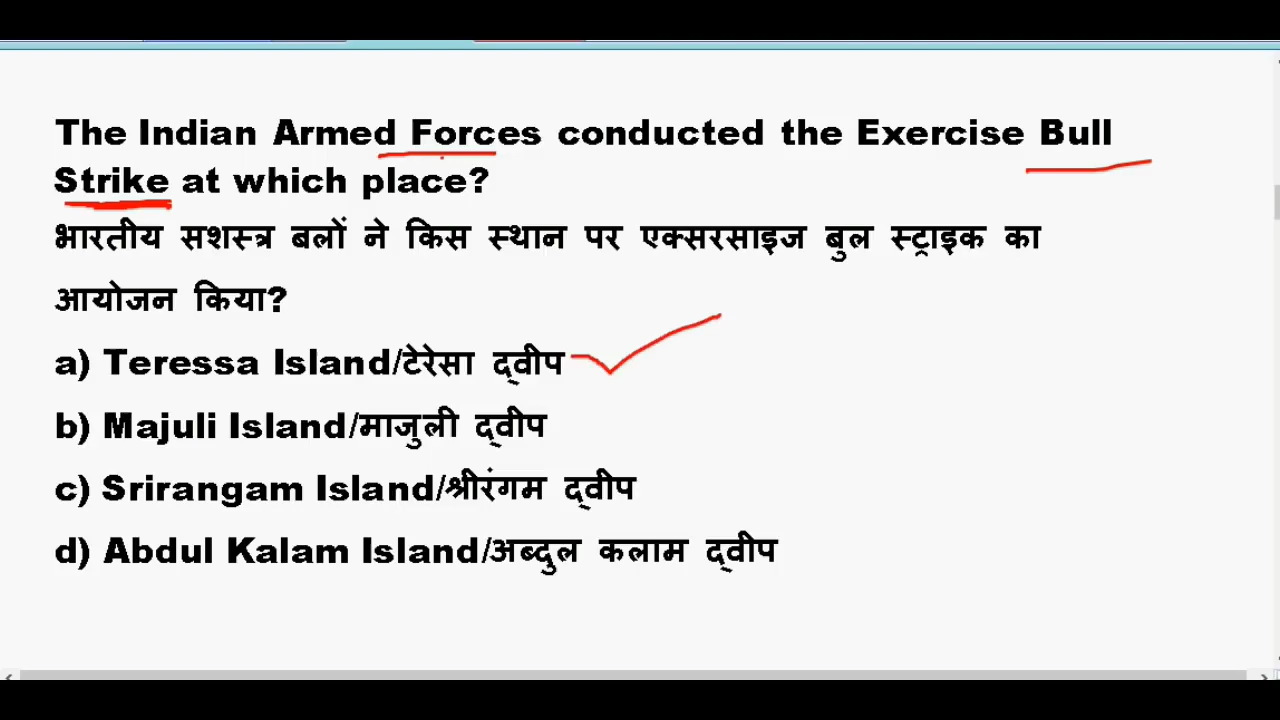 The Indian Armed Forces conducted the Exercise Bull
Strike at which place?
भारतीय सशस्त्र बलों ने किस स्थान पर एक्सरसाइज बुल स्ट्राइक का
आयोजन किया?
a) Teressa Island/टेरेसा द्वीप
b) Majuli Island/माजुली द्वीप
c) Srirangam Island/श्रीरंगम द्वीप
d) Abdul Kalam Island/अब्दुल कलाम द्वीप